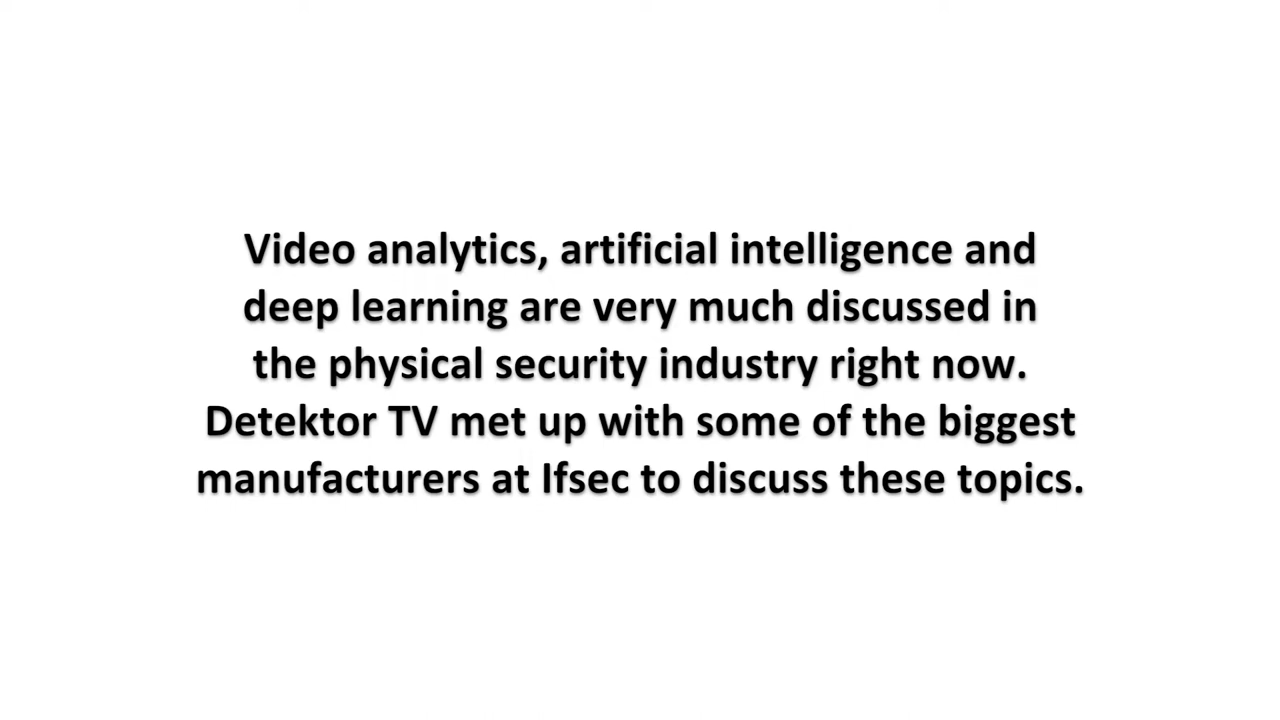 Video analytics, artificial intelligence and
deep learning are very much discussed in
the physical security industry right now.
Detektor TV met up with some of the biggest
manufacturers at Ifsec to discuss these topics.